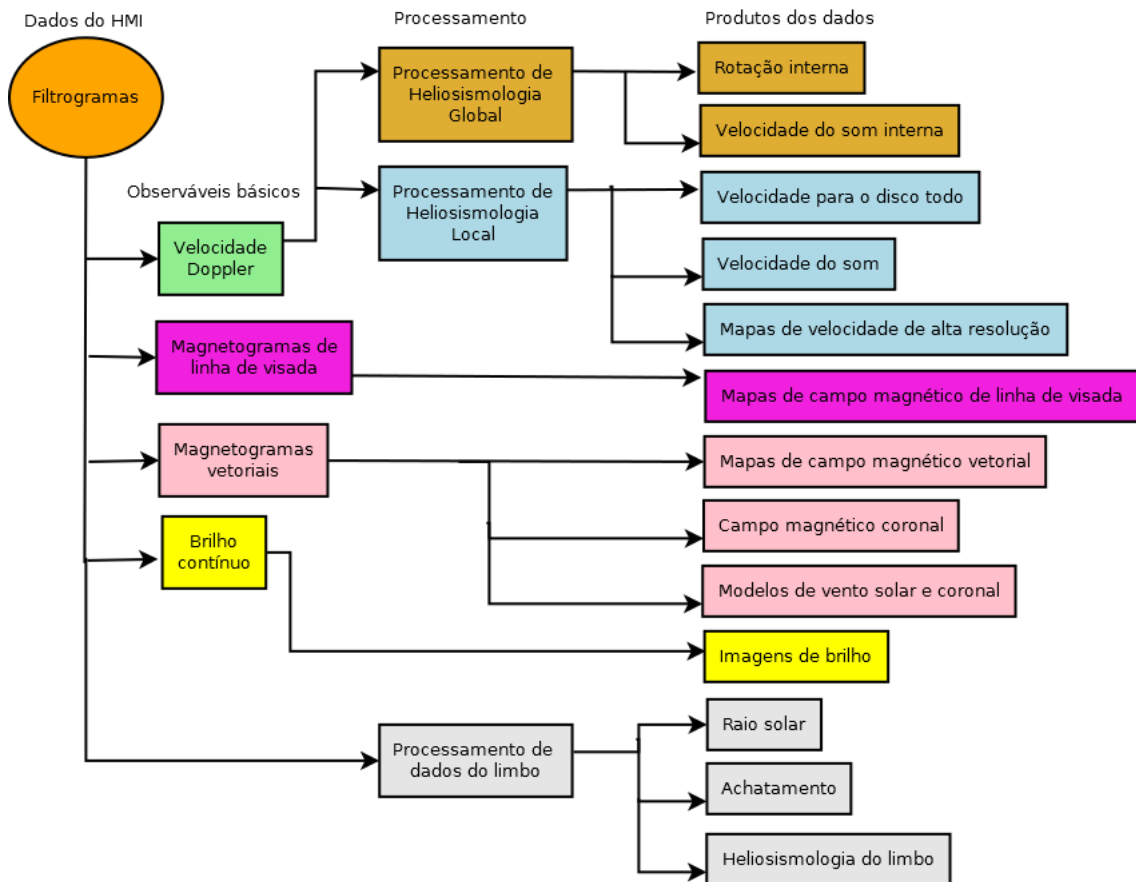 Dados do HMI
Processamento
Produtos dos dados
Filtrogramas
Processamento de
Heliosismologia
Global
Rotação interna
Velocidade do som interna
Observáveis básicos
Processamento de
Heliosismologia
Local
Velocidade para o disco todo
Velocidade
Doppler
Velocidade do som
Mapas de velocidade de alta resolução
Magnetogramas de
linha de visada
Mapas de campo magnético de linha de visada
Magnetogramas
vetoriais
Mapas de campo magnético vetorial
Campo magnético coronal
Modelos de vento solar e coronal
Brilho
contínuo
Imagens de brilho
Processamento de
dados do limbo
Raio solar
Achatamento
Heliosismologia do limbo